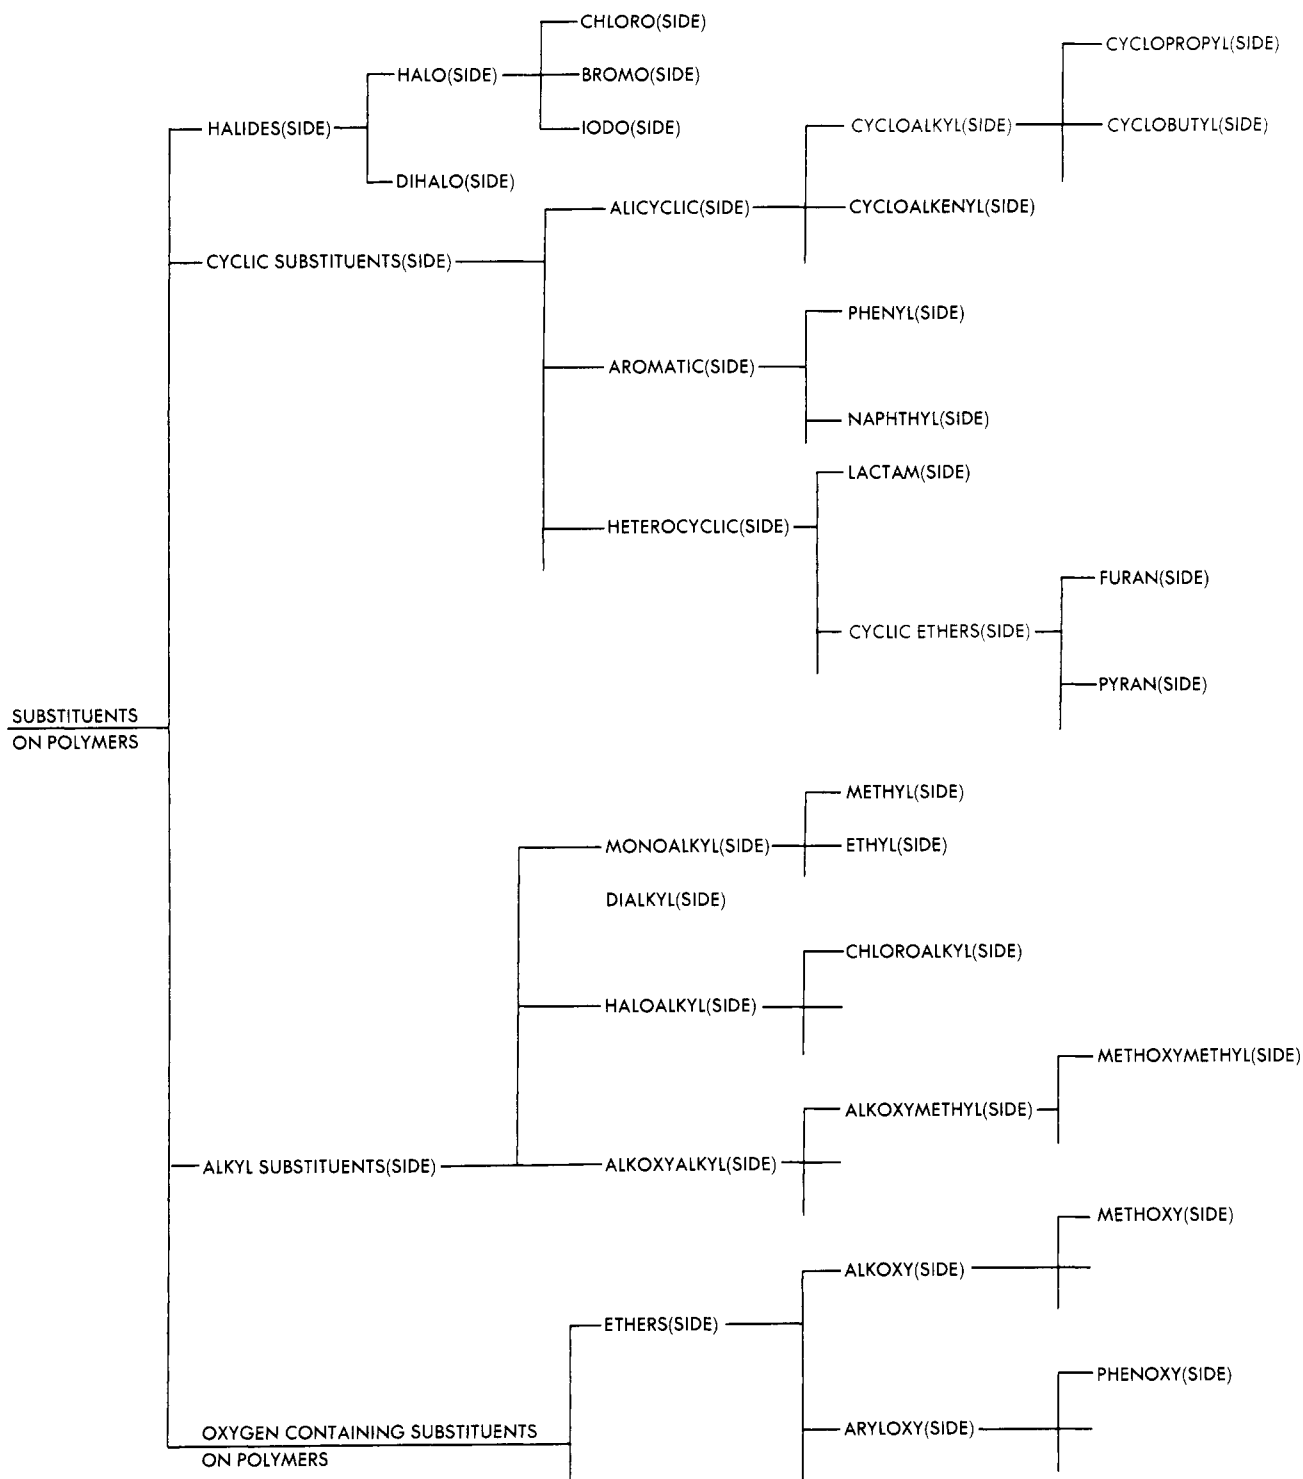 CHLORO(SIDE)
CYCLOPROPYL(SIDE)
HALO(SIDE)
BROMO(SIDE)
HALIDES(SIDE)
IODO(SIDE)
CYCLOALKYL(SIDE)
CYCLOBUTYL(SIDE)
DIHALO(SIDE)
ALICYCLIC(SIDE)
CYCLOALKENYL(SIDE)
CYCLIC SUBSTITUENTS(SIDE)
PHENYL(SIDE)
AROMATIC(SIDE)
NAPHTHYL(SIDE)
LACTAM(SIDE)
HETEROCYCLIC(SIDE)
FURAN(SIDE)
CYCLIC ETHERS(SIDE)
PYRAN(SIDE)
SUBSTITUENTS
ON POLYMERS
METHYL(SIDE)
MONOALKYL(SIDE)
ETHYL(SIDE)
DIALKYL(SIDE)
CHLOROALKYL(SIDE)
HALOALKYL(SIDE)
METHOXYMETHYL(SIDE)
ALKOXYMETHYL(SIDE)
ALKYL SUBSTITUENTS(SIDE)
ALKOXYALKYL(SIDE)
METHOXY(SIDE)
ALKOXY(SIDE)
ETHERS(SIDE)
PHENOXY(SIDE)
OXYGEN CONTAINING SUBSTITUENTS
ON POLYMERS
ARYLOXY(SIDE)